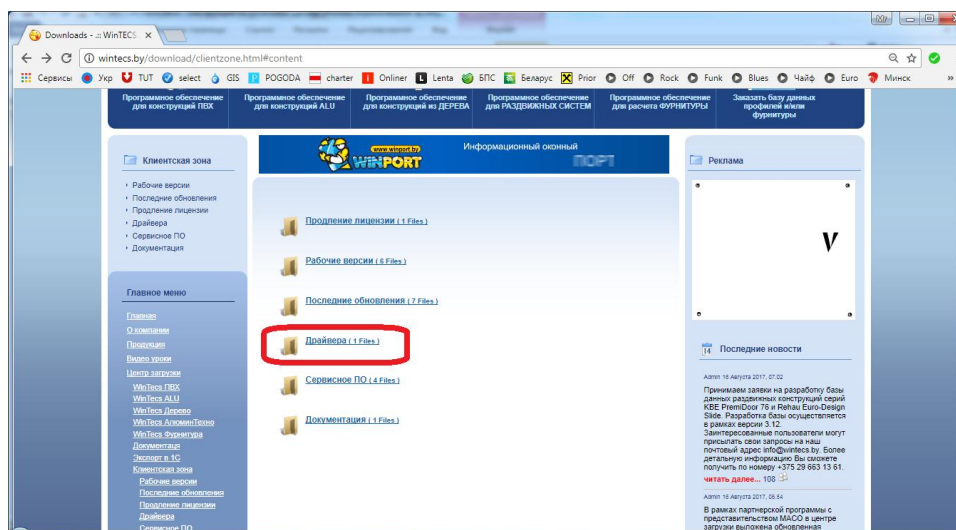 Downloads - .:: WinTECS
wintecs.by/download/clientzone.html#content
Сервисы Укр TUT select GIS POGODA charter Onliner Lenta БПС Беларус Prior Off Rock Funk Blues Чайф Euro Минск »
Программное обеспечение для конструкций ПВХ
Программное обеспечение для конструкций ALU
Программное обеспечение для конструкций из ДЕРЕВА
Программное обеспечение для РАЗДВИЖНЫХ СИСТЕМ
Программное обеспечение для расчета ФУРНИТУРЫ
Заказать базу данных профилей и/или фурнитуры
Клиентская зона
Рабочие версии
Последние обновления
Продление лицензии
Драйвера
Сервисное ПО
Документация
Главное меню
Главная
О компании
Продукция
Видео уроки
Центр загрузки
WinTecs ПВХ
WinTecs ALU
WinTecs Дерево
WinTecs АлюминТехно
WinTecs Фурнитура
Документаця
Экспорт в 1С
Клиентская зона
Рабочие версии
Последние обновления
Продление лицензии
Драйвера
Сервисное ПО
www.winport.by
WINPORT
Информационный оконный
ПОРТ
Продление лицензии ( 1 Files )
Рабочие версии ( 6 Files )
Последние обновления ( 7 Files )
Драйвера ( 1 Files )
Сервисное ПО ( 4 Files )
Документация ( 1 Files )
Реклама
V
14 Последние новости
Admin 16 Августа 2017, 07.02
Принимаем заявки на разработку базы
данных раздвижных конструкций серий
KBE PremiDoor 76 и Rehau Euro-Design
Slide. Разработка базы осуществляется
в рамках версии 3.12.
Заинтересованные пользователи могут
присылать свои запросы на наш
почтовый адрес info@wintecs.by. Более
детальную информацию Вы сможете
получить по номеру +375 29 663 13 61.
читать далее... 108
Admin 16 Августа 2017, 06.54
В рамках партнерской программы с
представительством MACO в центре
загрузки выложена обновленная